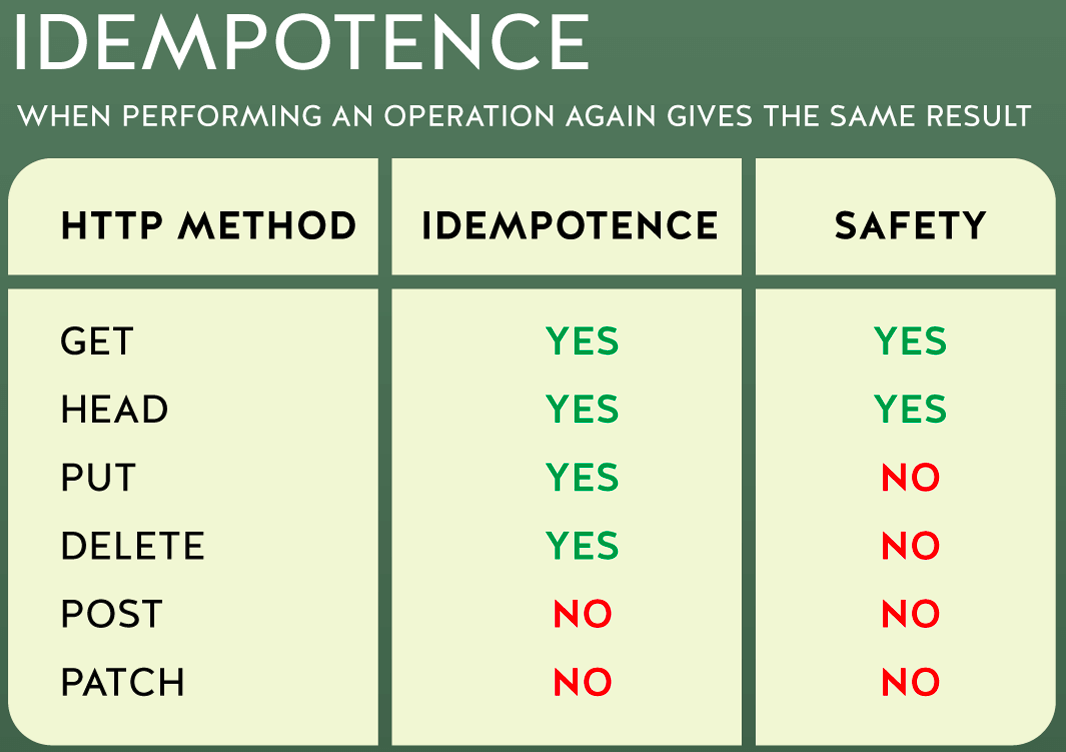 IDEMPOTENCE
WHEN PERFORMING AN OPERATION AGAIN GIVES THE SAME RESULT
HTTP METHOD IDEMPOTENCE SAFETY
GET YES YES
HEAD YES YES
PUT YES NO
DELETE YES NO
POST NO NO
PATCH NO NO